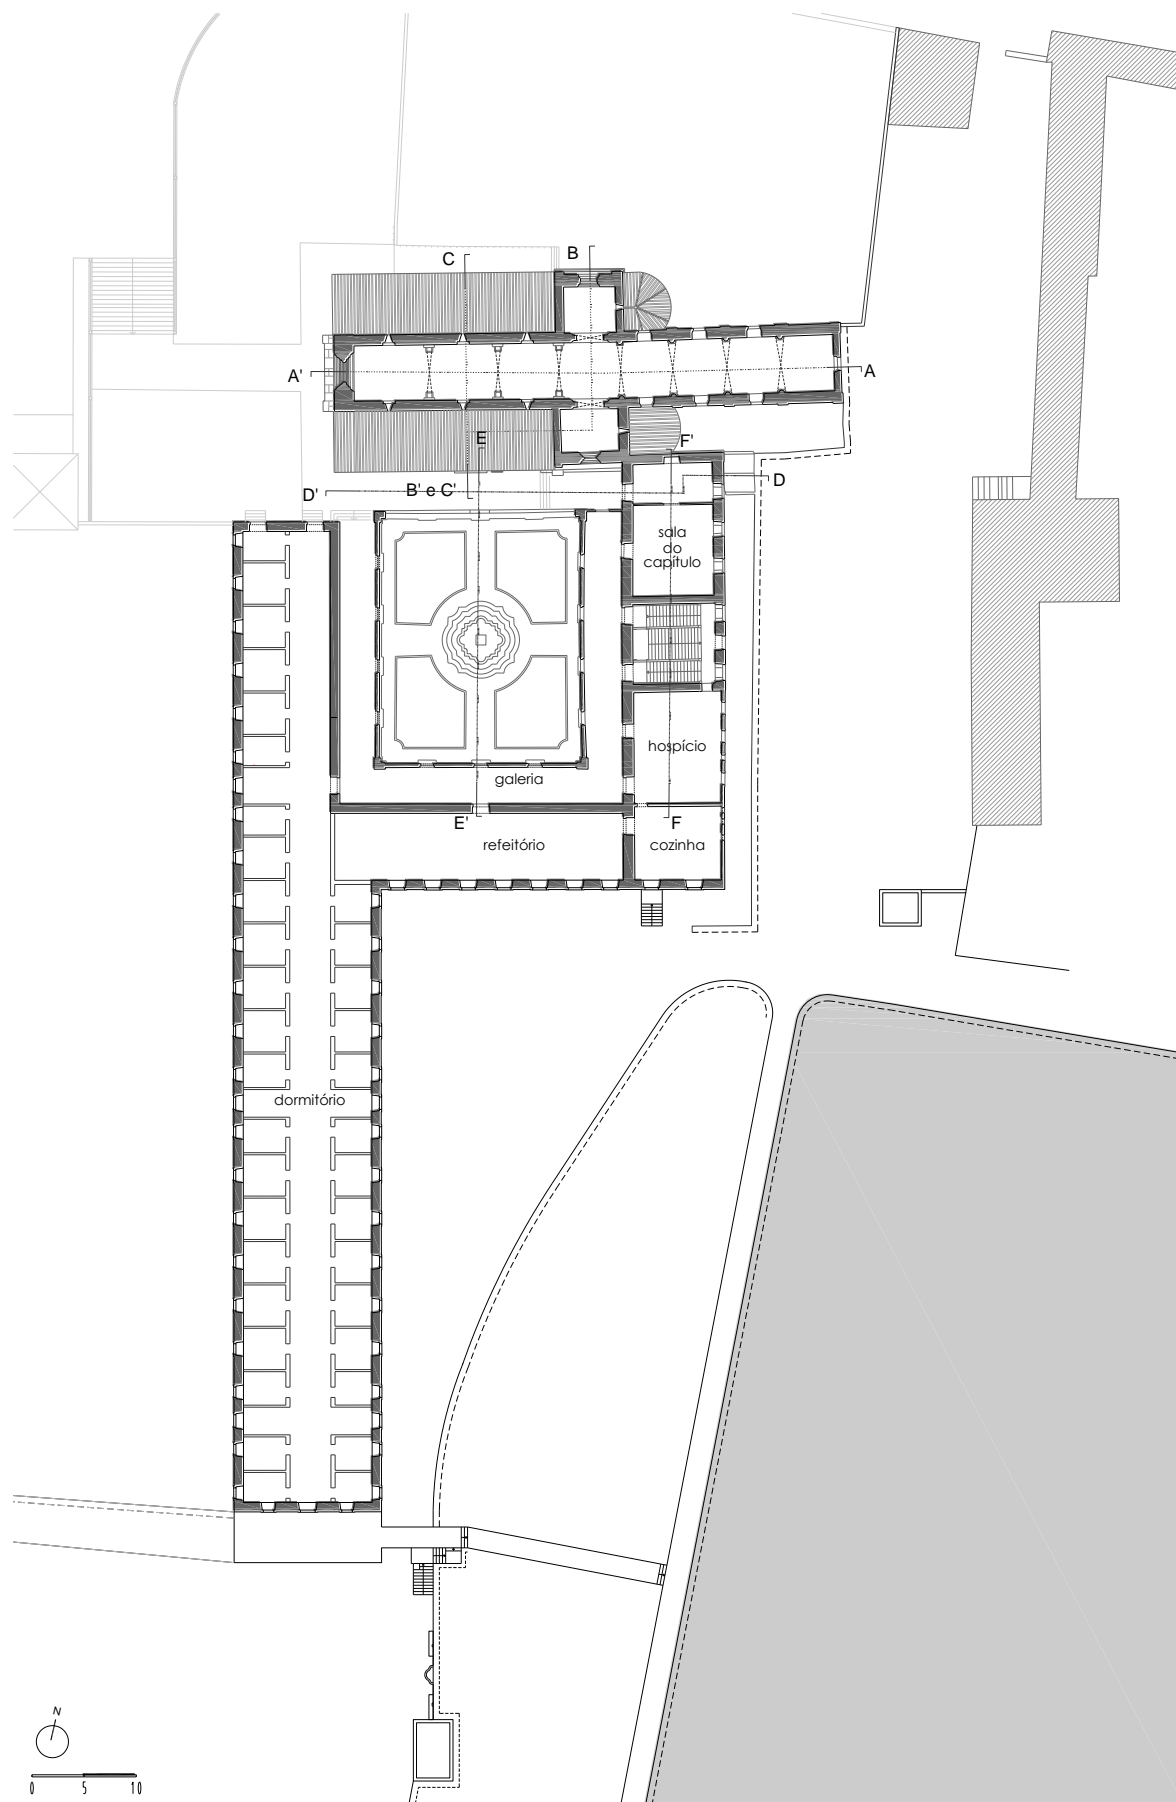 B
C
A'
A
E
F'
D'
B' e C'
D
sala
do
capítulo
hospício
galeria
E'
F
refeitório
cozinha
dormitório
N
0 5 10